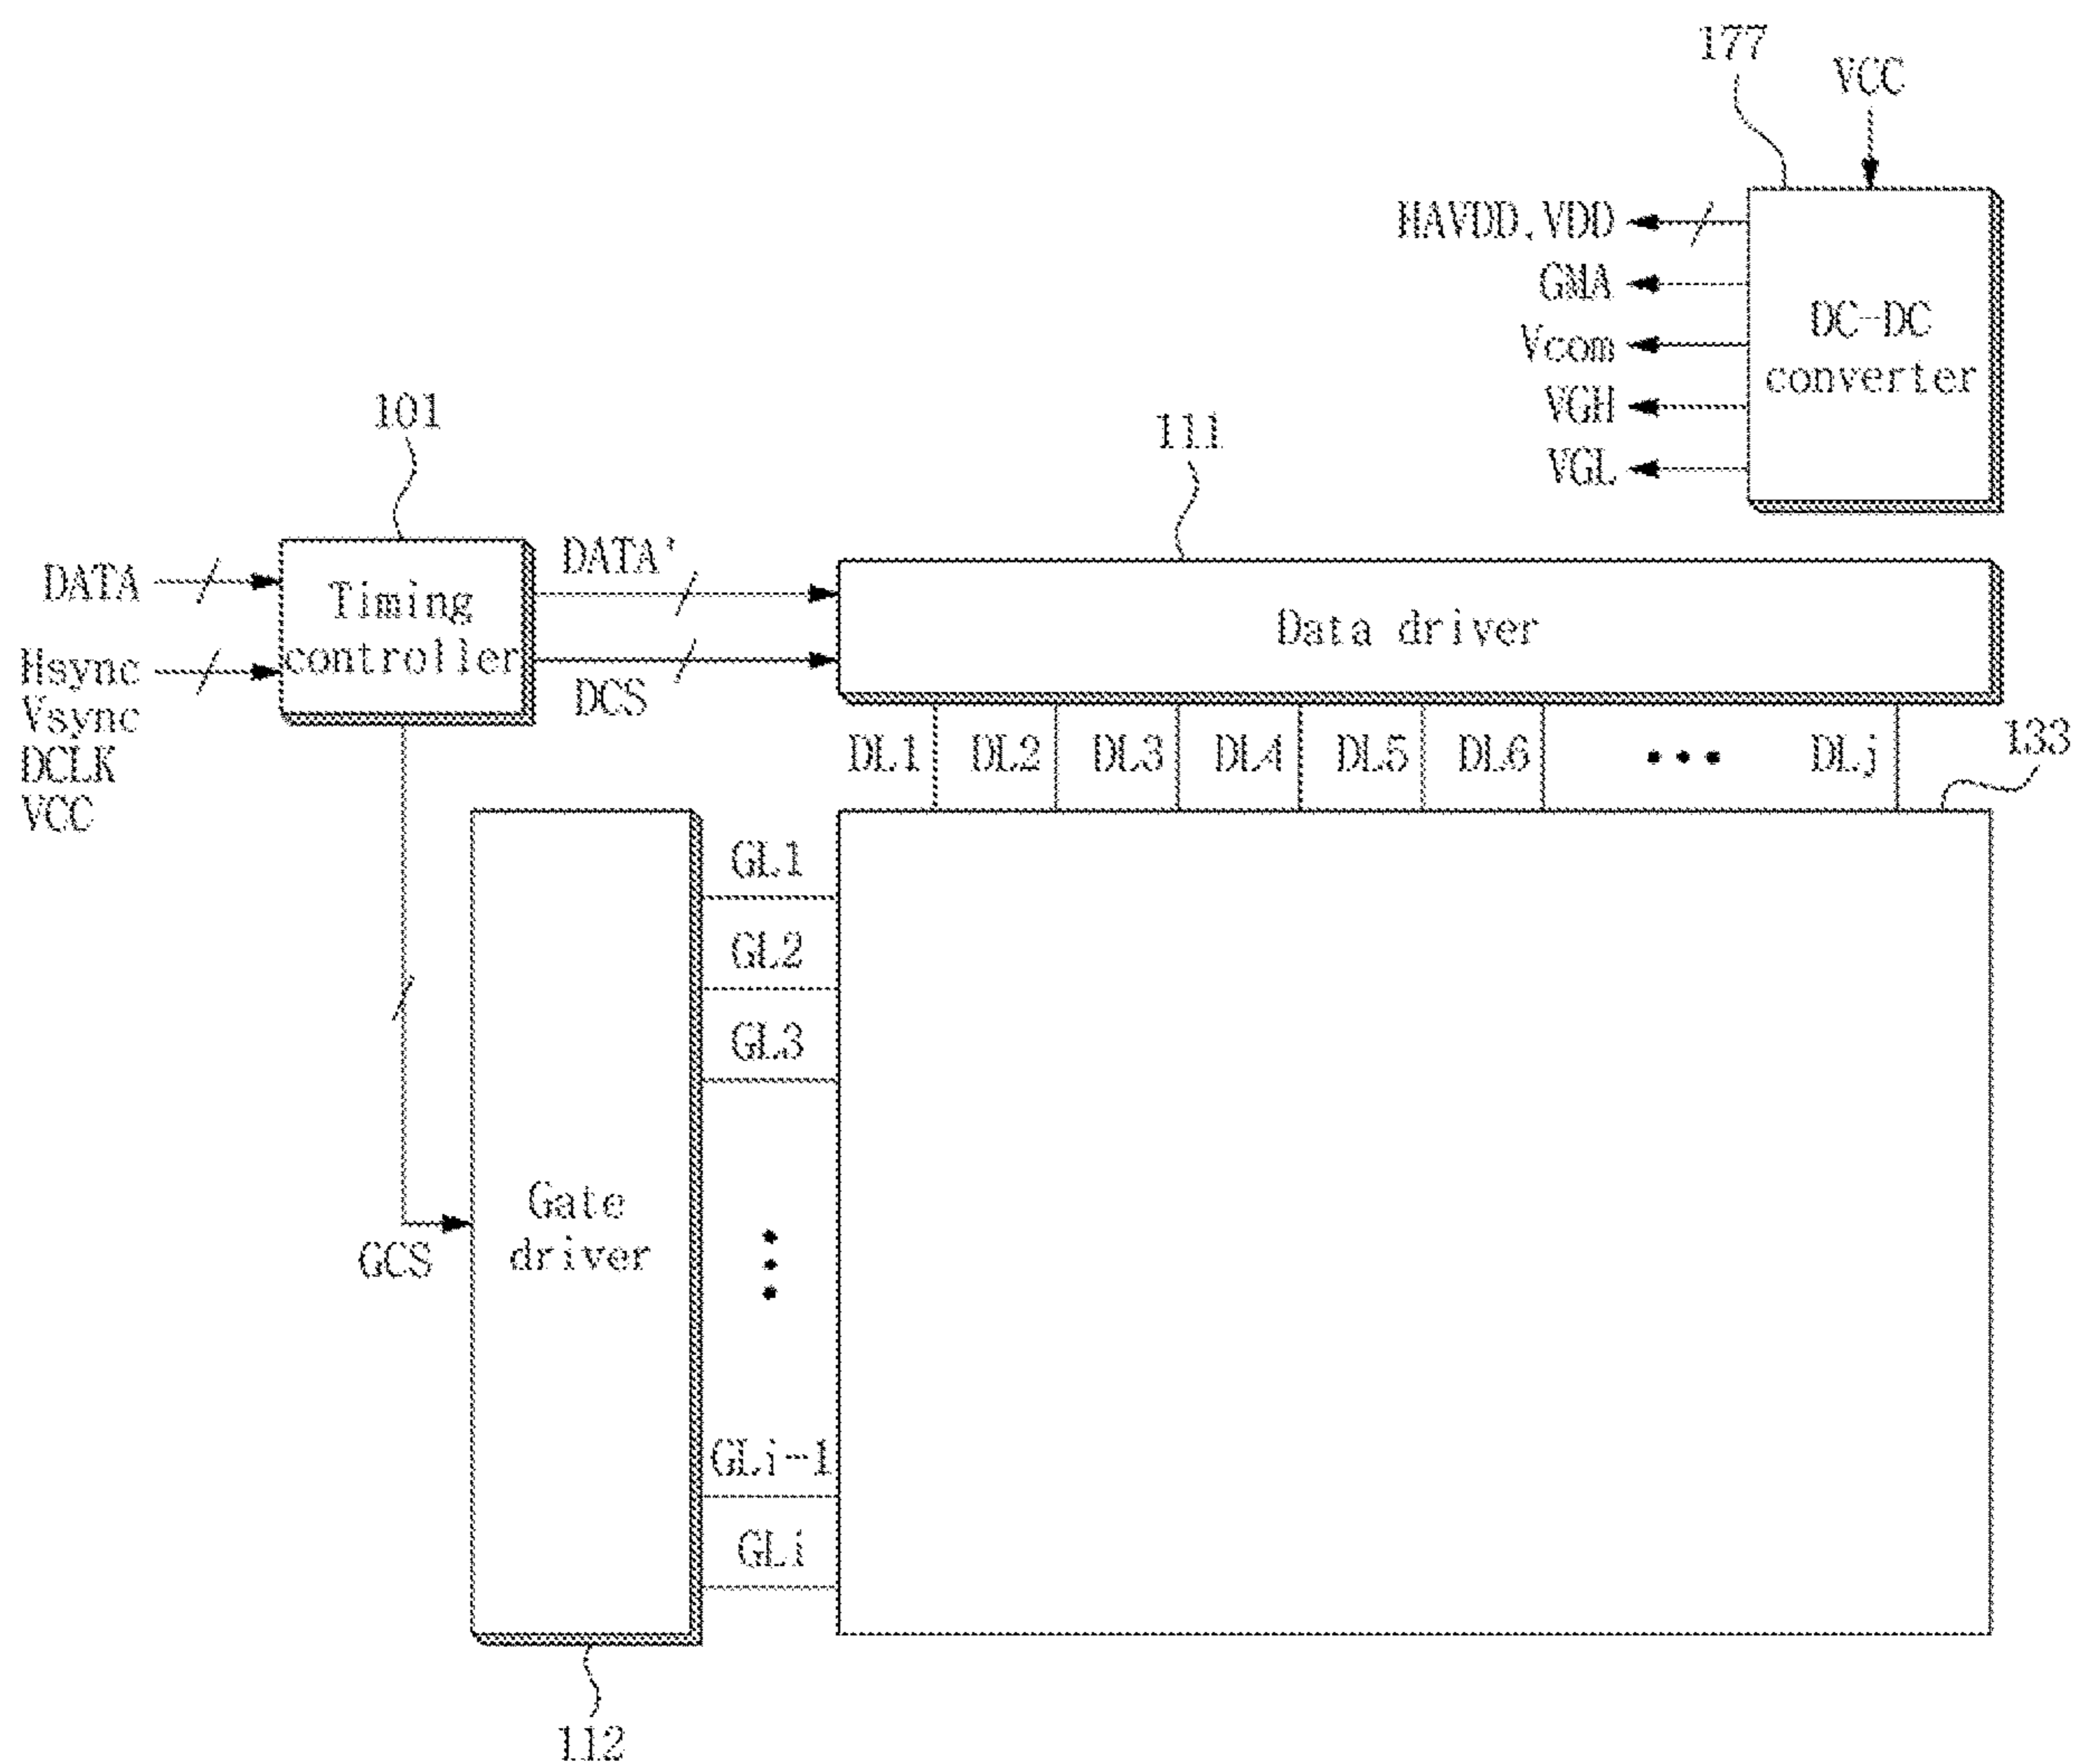 177
VCC
HAVDD,VDD
GMA
Vcom
VGH
VGL
DC-DC
converter
101
111
DATA
Hsync
Vsync
DCLK
VCC
Timing
controller
DATA'
DCS
Data driver
DL1 DL2 DL3 DL4 DL5 DL6 ••• DLj
133
GL1
GL2
GL3
GLi-1
GLi
Gate
driver
GCS
112